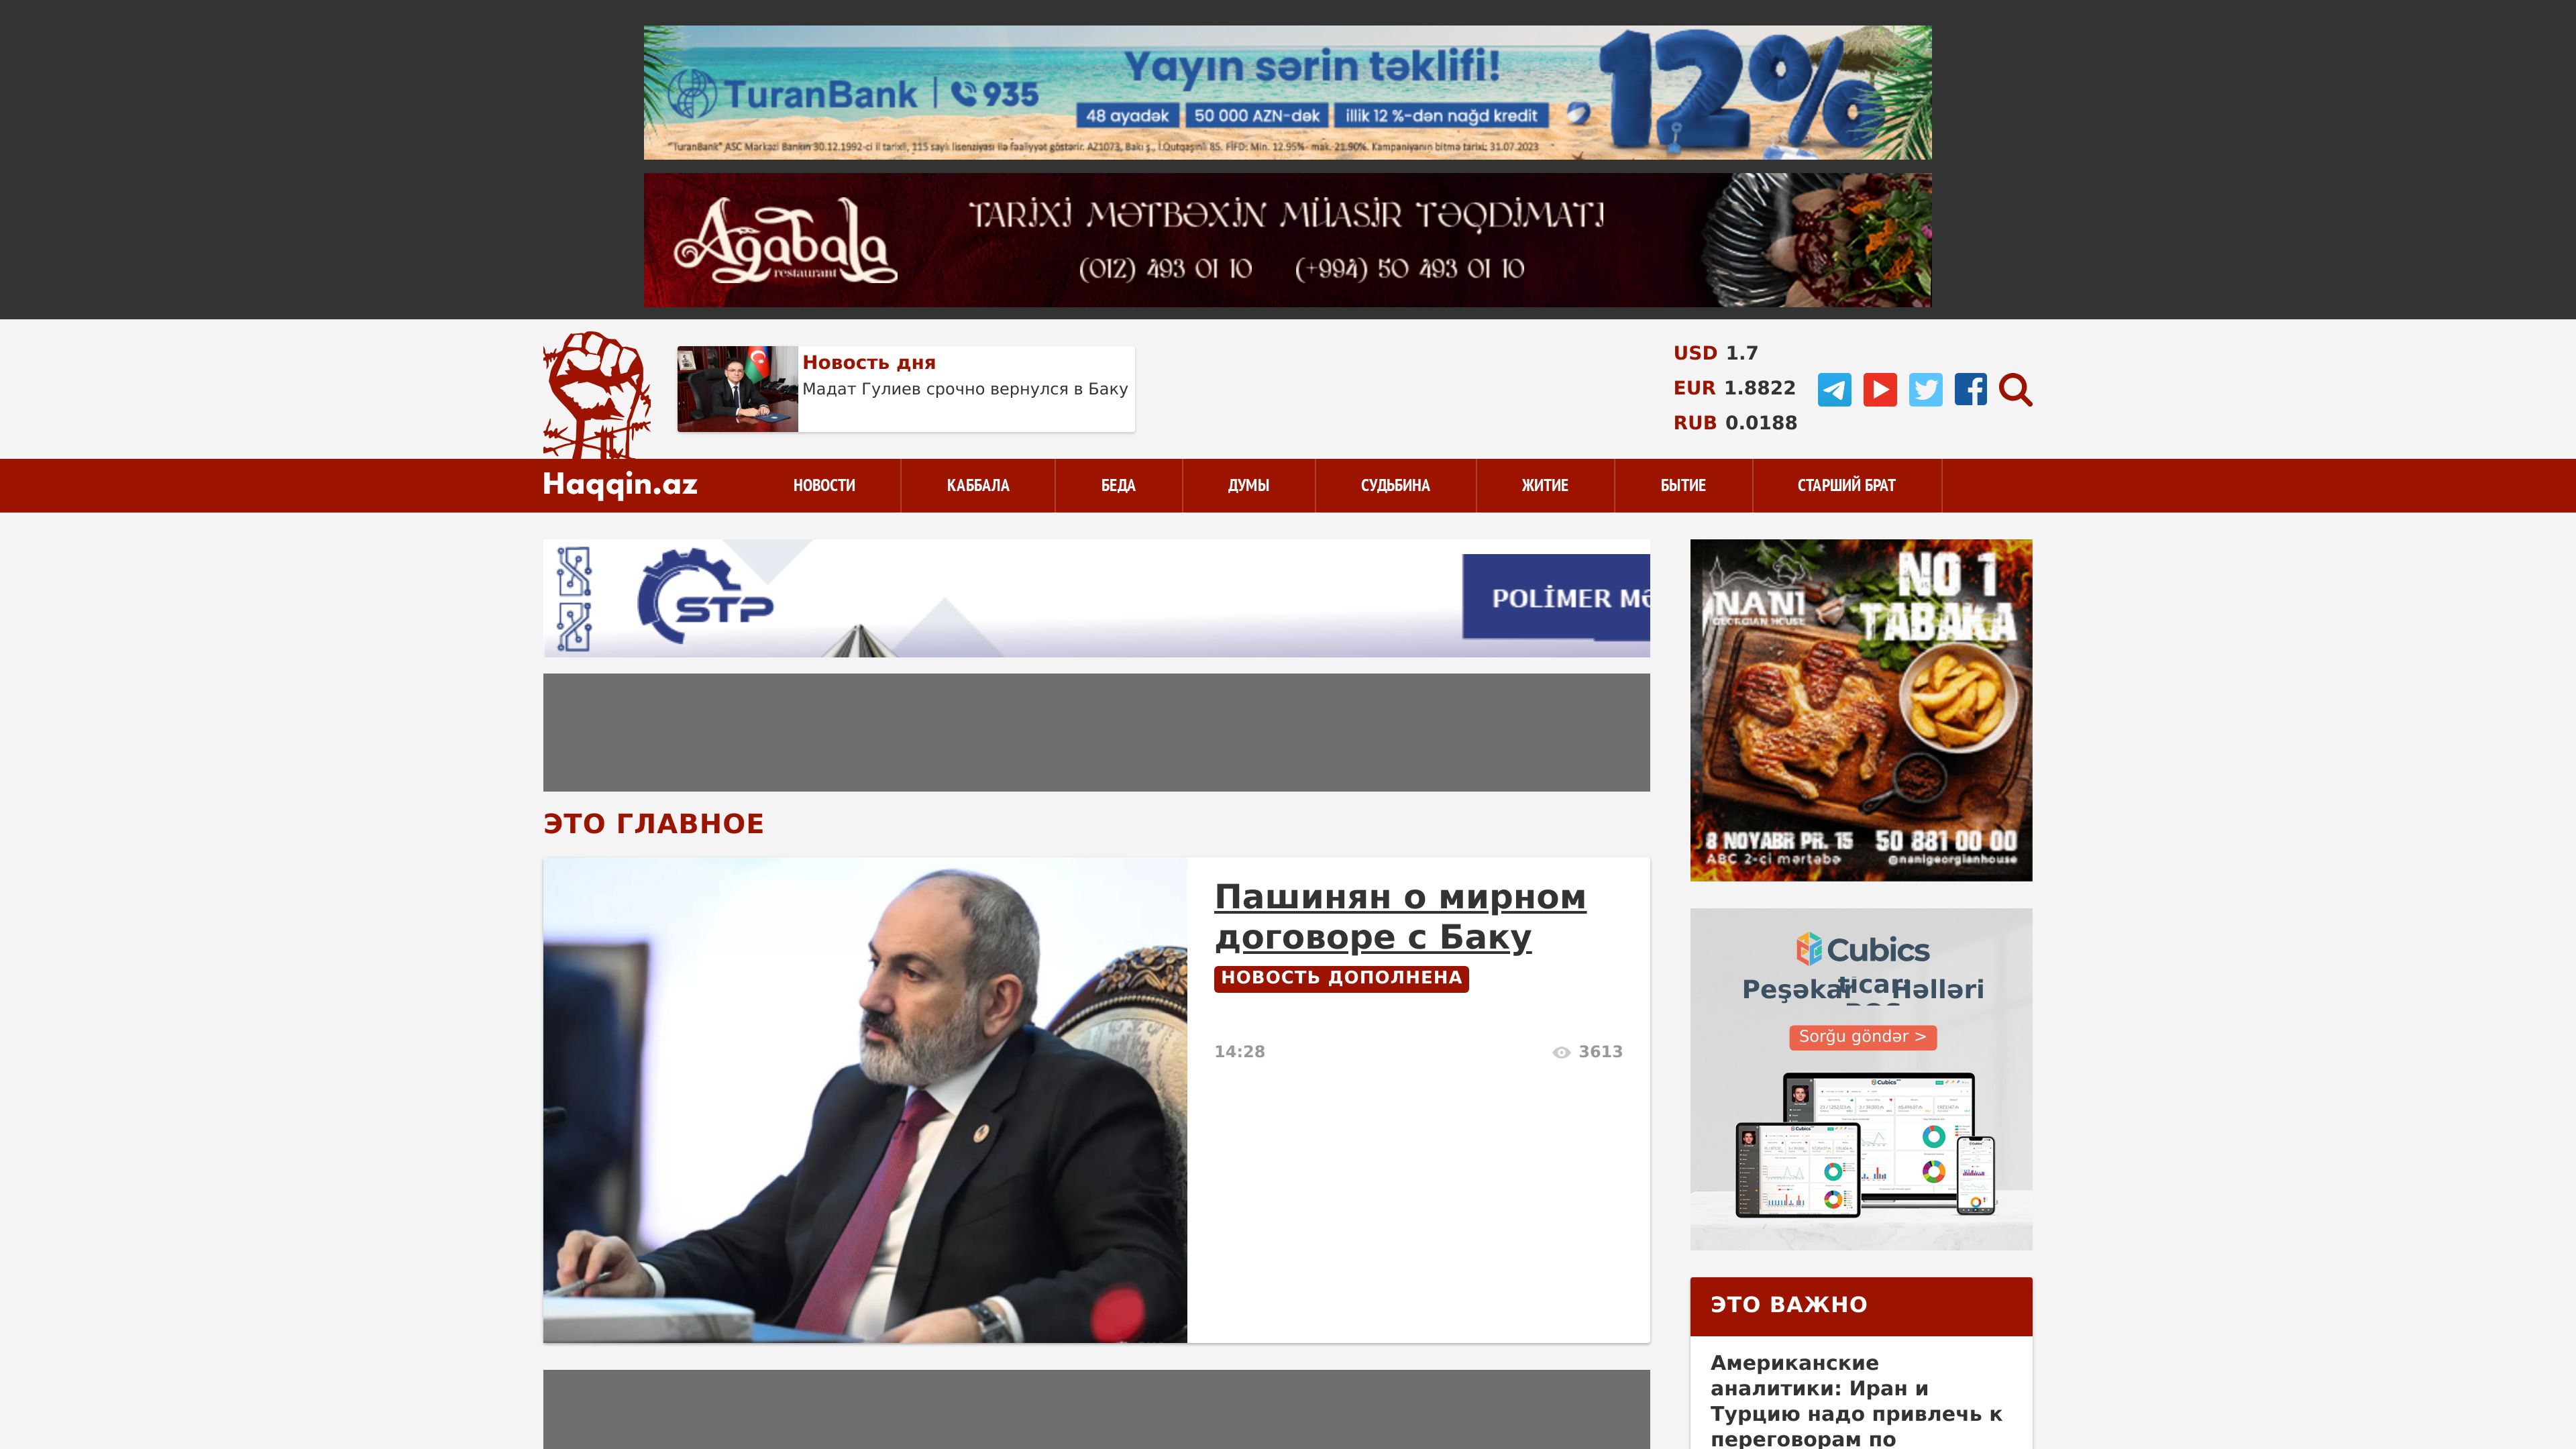 TuranBank
935
Yayın sərin təklifi!
48 ayadək
50 000 AZN-dək
illik 12 %-dən nağd kredit
12%
"TuranBank" ASC Mərkəzi Bankın 30.12.1992-ci il tarixli, 115 saylı lisenziyası ilə fəaliyyət göstərir. AZ1073, Bakı ş., İ.Qutqaşınlı 85. FİFD: Min. 12.95% mak.-21.90%. Kampaniyanın bitmə tarixi: 31.07.2023
Agabala
restaurant
TARİXİ MƏTBƏXİN MÜASİR TƏQDİMATI
(012) 493 01 10 (+994) 50 493 01 10
Новость дня
Мадат Гулиев срочно вернулся в Баку
USD 1.7
EUR 1.8822
RUB 0.0188
Haqqin.az
НОВОСТИ
КАББАЛА
БЕДА
ДУМЫ
СУДЬБИНА
ЖИТИЕ
БЫТИЕ
СТАРШИЙ БРАТ
STP
POLİMER
ЭТО ГЛАВНОЕ
Пашинян о мирном
договоре с Баку
НОВОСТЬ ДОПОЛНЕНА
14:28
3613
NANI
GEORGIAN HOUSE
NO 1
TABAKA
8 NOYABR PR. 15
ABC 2-ci mərtəbə
50 881 00 00
@nanigeorgianhouse
Cubics
Peşəkar Həlləri
Sorğu göndər >
ЭТО ВАЖНО
Американские
аналитики: Иран и
Турцию надо привлечь к
переговорам по